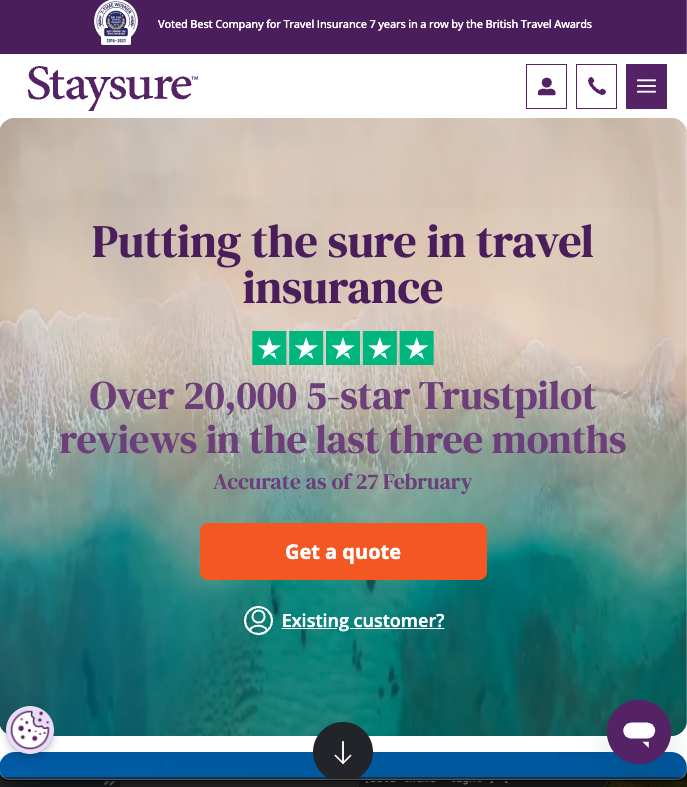 Voted Best Company for Travel Insurance 7 years in a row by the British Travel Awards
Staysure™
Putting the sure in travel
insurance
Over 20,000 5-star Trustpilot
reviews in the last three months
Accurate as of 27 February
Get a quote
Existing customer?